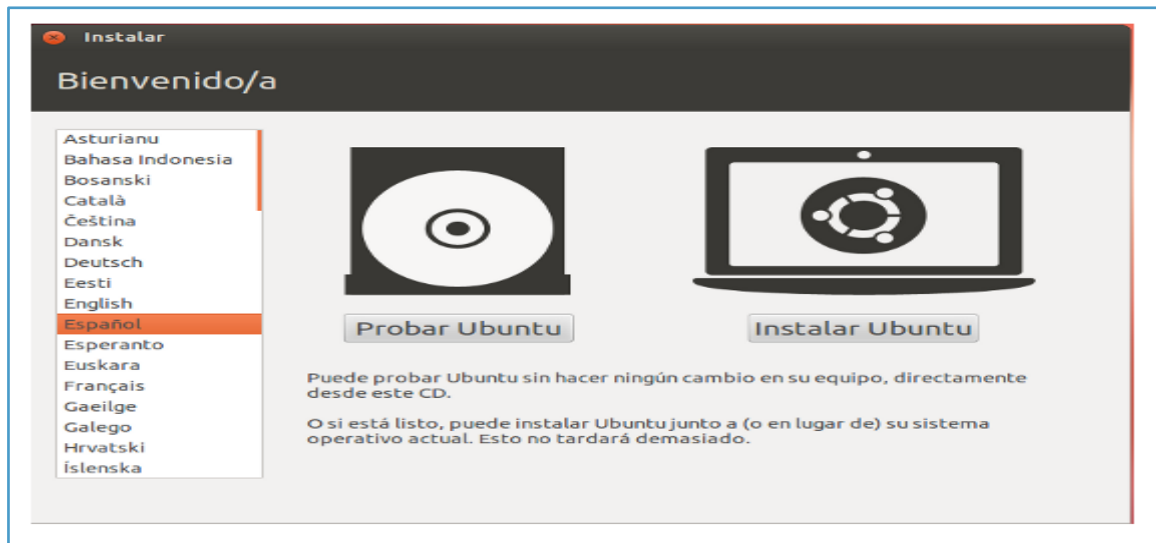 Instalar
Bienvenido/a
Asturianu
Bahasa Indonesia
Bosanski
Català
Čeština
Dansk
Deutsch
Eesti
English
Español
Esperanto
Euskara
Français
Gaeilge
Galego
Hrvatski
Íslenska
Probar Ubuntu
Instalar Ubuntu
Puede probar Ubuntu sin hacer ningún cambio en su equipo, directamente
desde este CD.
O si está listo, puede instalar Ubuntu junto a (o en lugar de) su sistema
operativo actual. Esto no tardará demasiado.